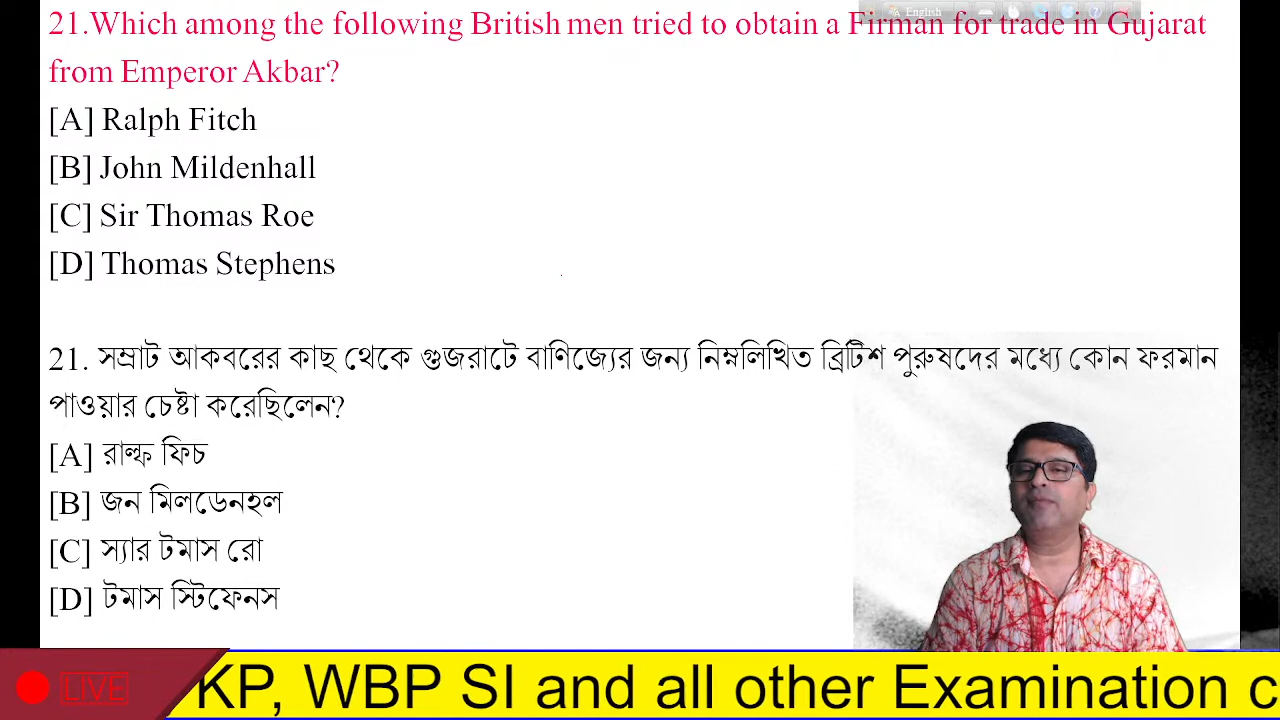 21.Which among the following British men tried to obtain a Firman for trade in Gujarat
English
from Emperor Akbar?
[A] Ralph Fitch
[B] John Mildenhall
[C] Sir Thomas Roe
[D] Thomas Stephens
21. সম্রাট আকবরের কাছ থেকে গুজরাটে বাণিজ্যের জন্য নিম্নলিখিত ব্রিটিশ পুরুষদের মধ্যে কোন ফরমান
পাওয়ার চেষ্টা করেছিলেন?
[A] রাল্ফ ফিচ
[B] জন মিলডেনহল
[C] স্যার টমাস রো
[D] টমাস স্টিফেনস
LIVE
KP, WBP SI and all other Examination c